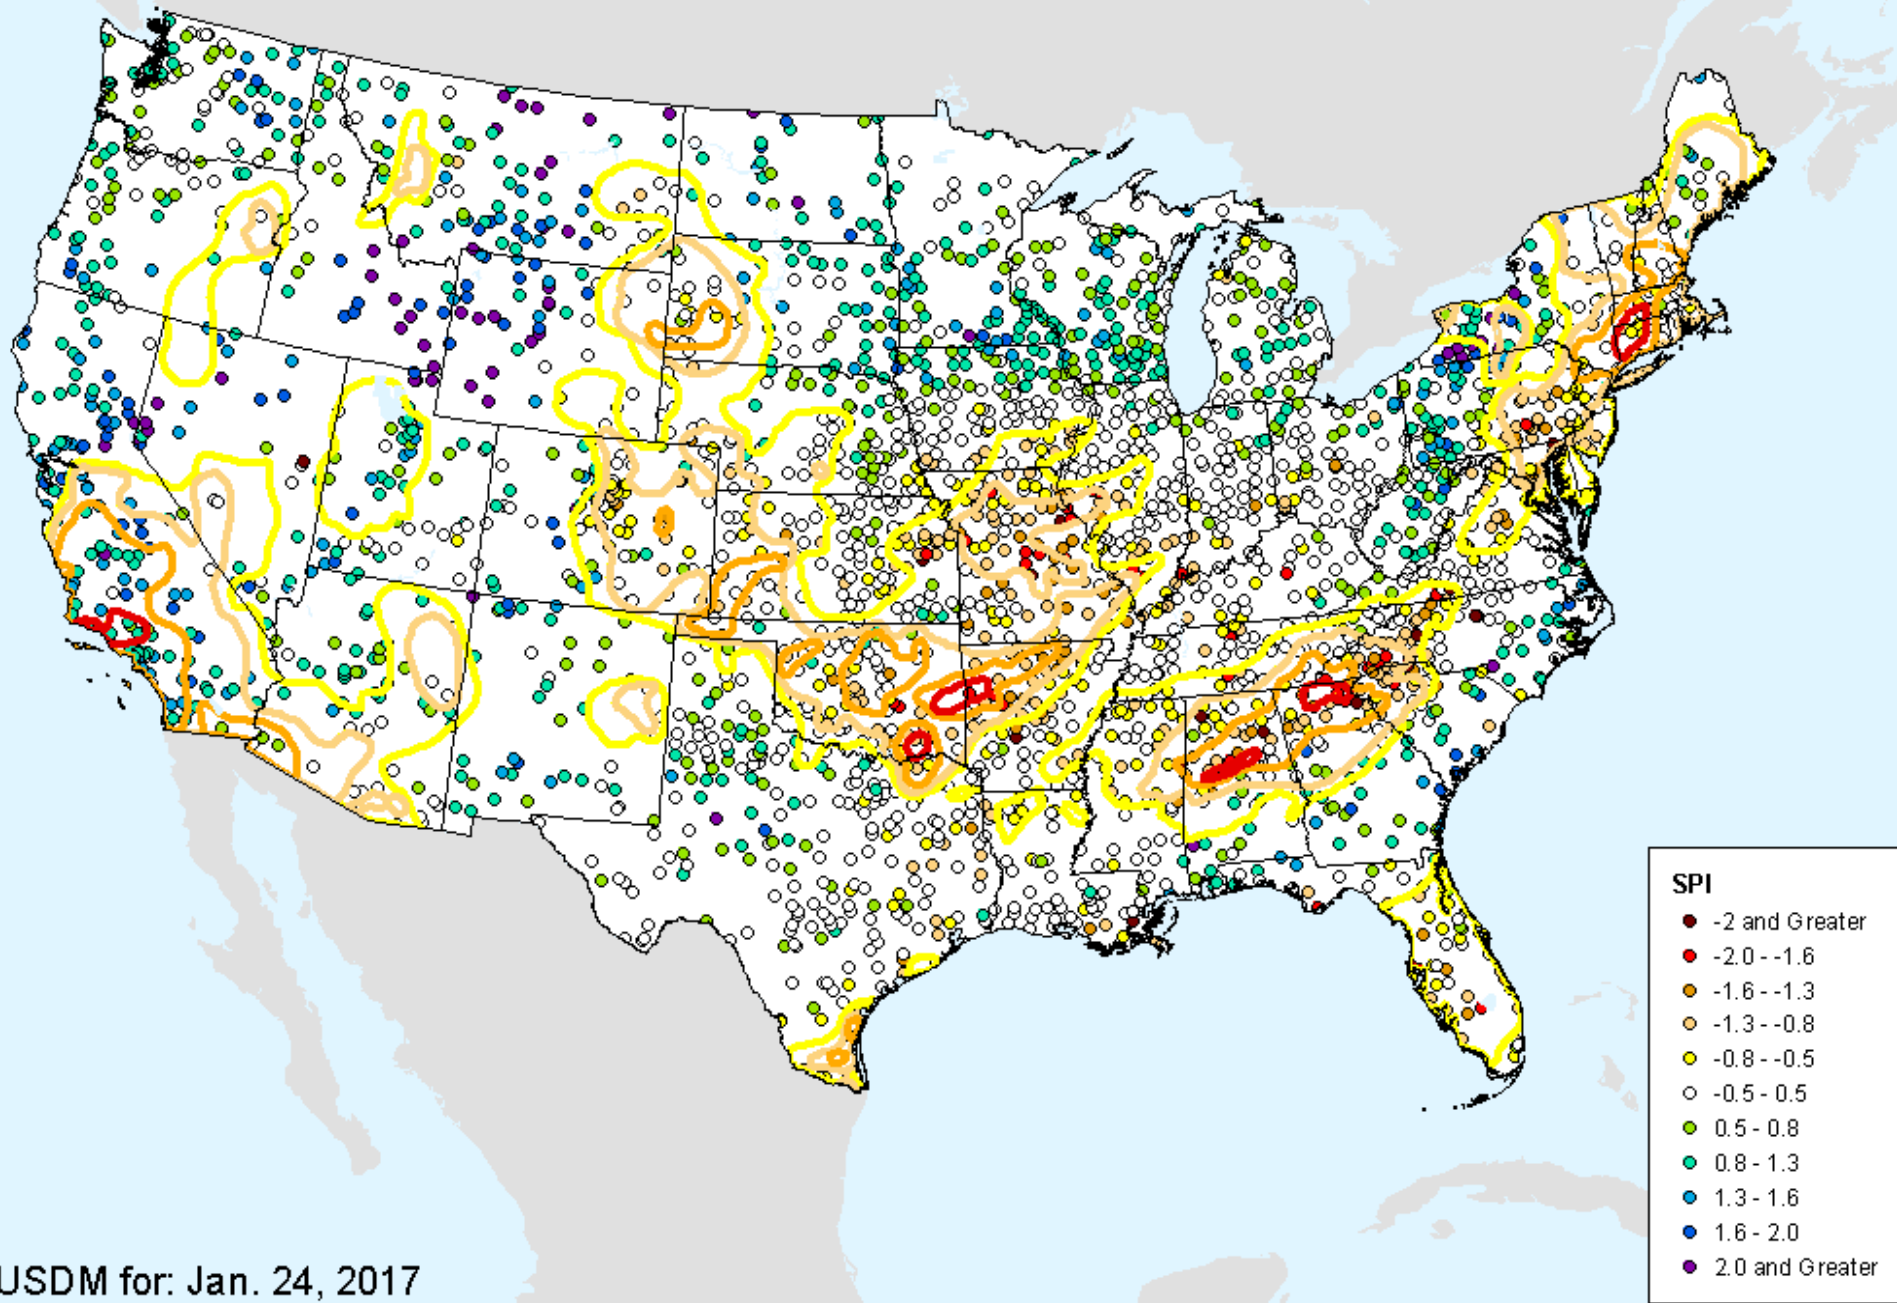 SPI
-2 and Greater
-2.0 - -1.6
-1.6 - -1.3
-1.3 - -0.8
-0.8 - -0.5
-0.5 - 0.5
0.5 - 0.8
0.8 - 1.3
1.3 - 1.6
1.6 - 2.0
2.0 and Greater
USDM for: Jan. 24, 2017